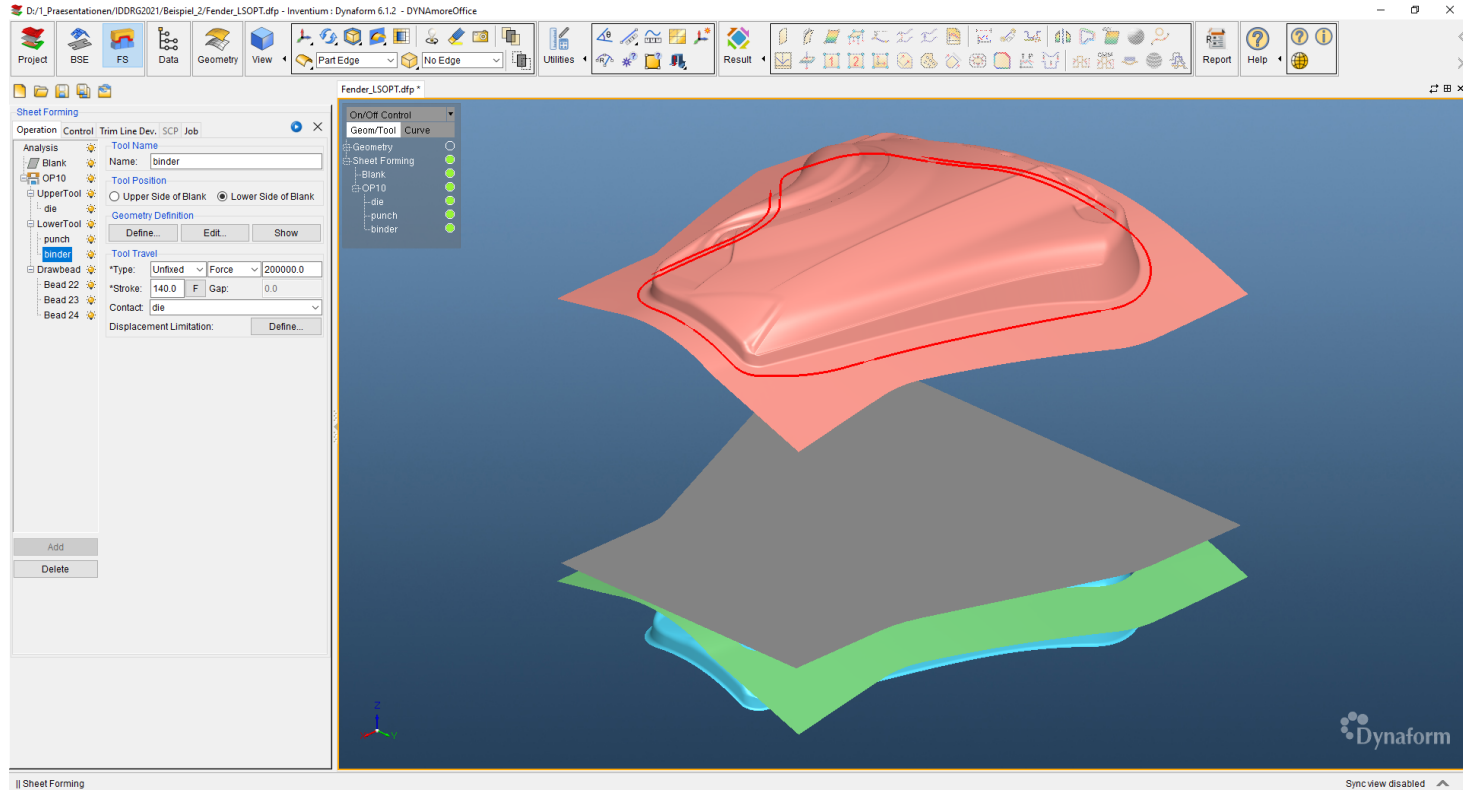 D:/1_Praesentationen/IDDRG2021/Beispiel_2/Fender_LSOPT.dfp - Inventium : Dynaform 6.1.2 - DYNAmoreOffice
Project BSE FS Data Geometry View Part Edge No Edge Utilities Result Report Help
Fender_LSOPT.dfp *
Sheet Forming
Operation Control Trim Line Dev. SCP Job
Analysis
Blank
OP10
UpperTool
die
LowerTool
punch
binder
Drawbead
Bead 22
Bead 23
Bead 24
Add
Delete
Tool Name
Name: binder
Tool Position
Upper Side of Blank Lower Side of Blank
Geometry Definition
Define... Edit... Show
Tool Travel
*Type: Unfixed Force 200000.0
*Stroke: 140.0 F Gap: 0.0
Contact: die
Displacement Limitation: Define...
On/Off Control
Geom/Tool Curve
Geometry
Sheet Forming
Blank
OP10
die
punch
binder
Z
Y
Dynaform
|| Sheet Forming
Sync view disabled